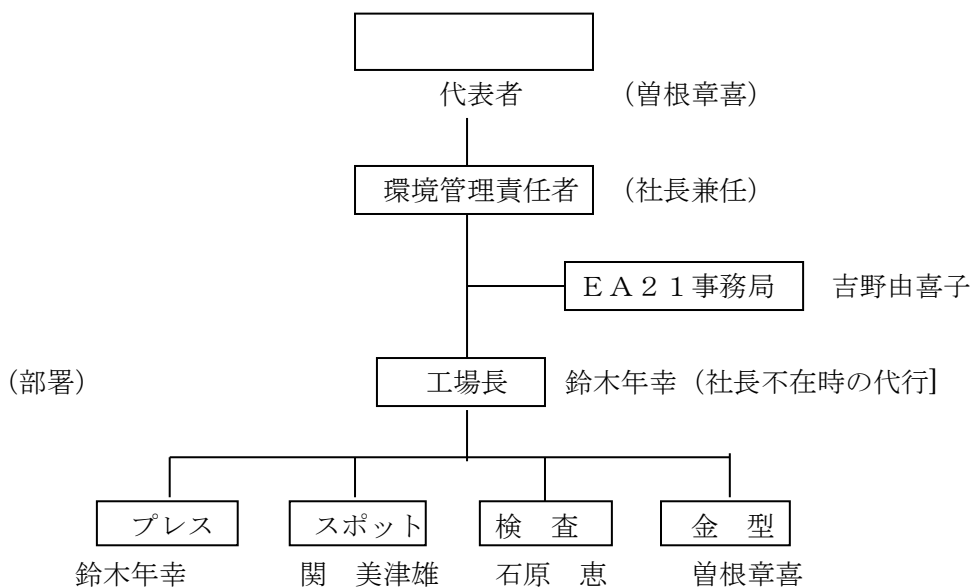 代表者　（曽根章喜）
環境管理責任者　（社長兼任）
ＥＡ２１事務局　吉野由喜子
（部署）　工場長　鈴木年幸（社長不在時の代行]
プレス　スポット　検　査　金　型
鈴木年幸　関　美津雄　石原　恵　曽根章喜